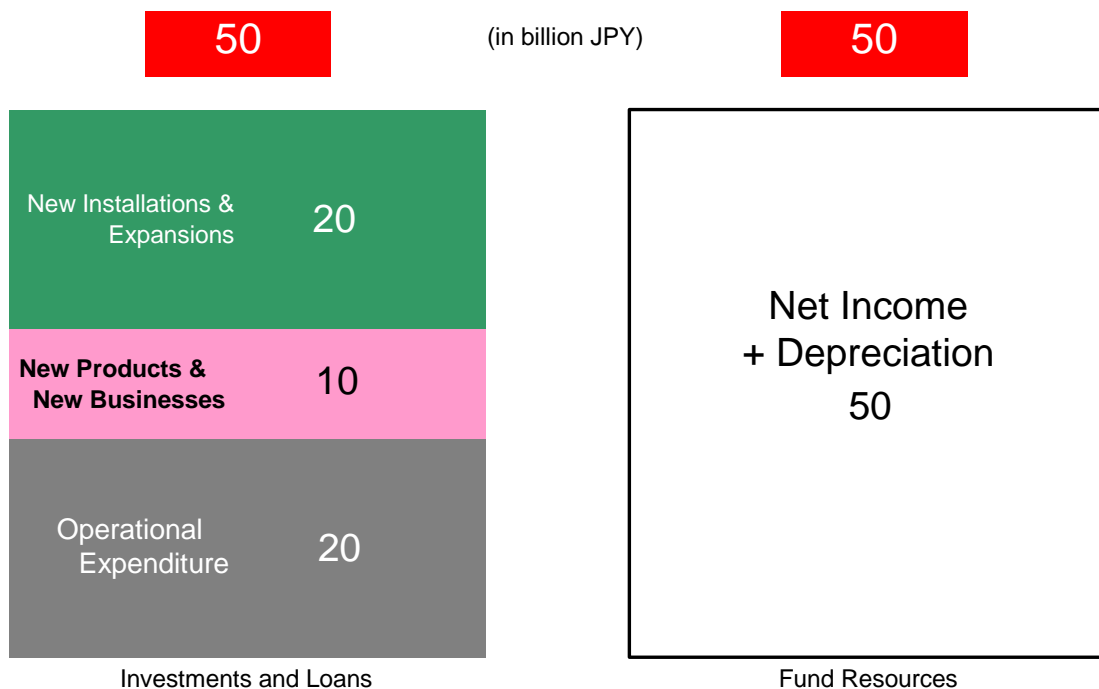 50
(in billion JPY)
50
New Installations &
Expansions
20
New Products &
New Businesses
10
Operational
Expenditure
20
Net Income
+ Depreciation
50
Investments and Loans
Fund Resources